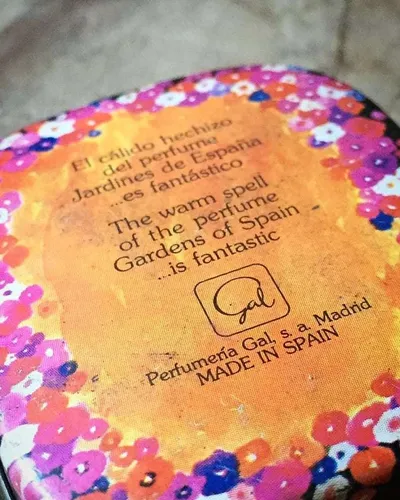 El cálido hechizo
del perfume
Jardines de España
...es fantástico
The warm spell
of the perfume
Gardens of Spain
...is fantastic
Gal
Perfumería Gal, s. a. Madrid
MADE IN SPAIN